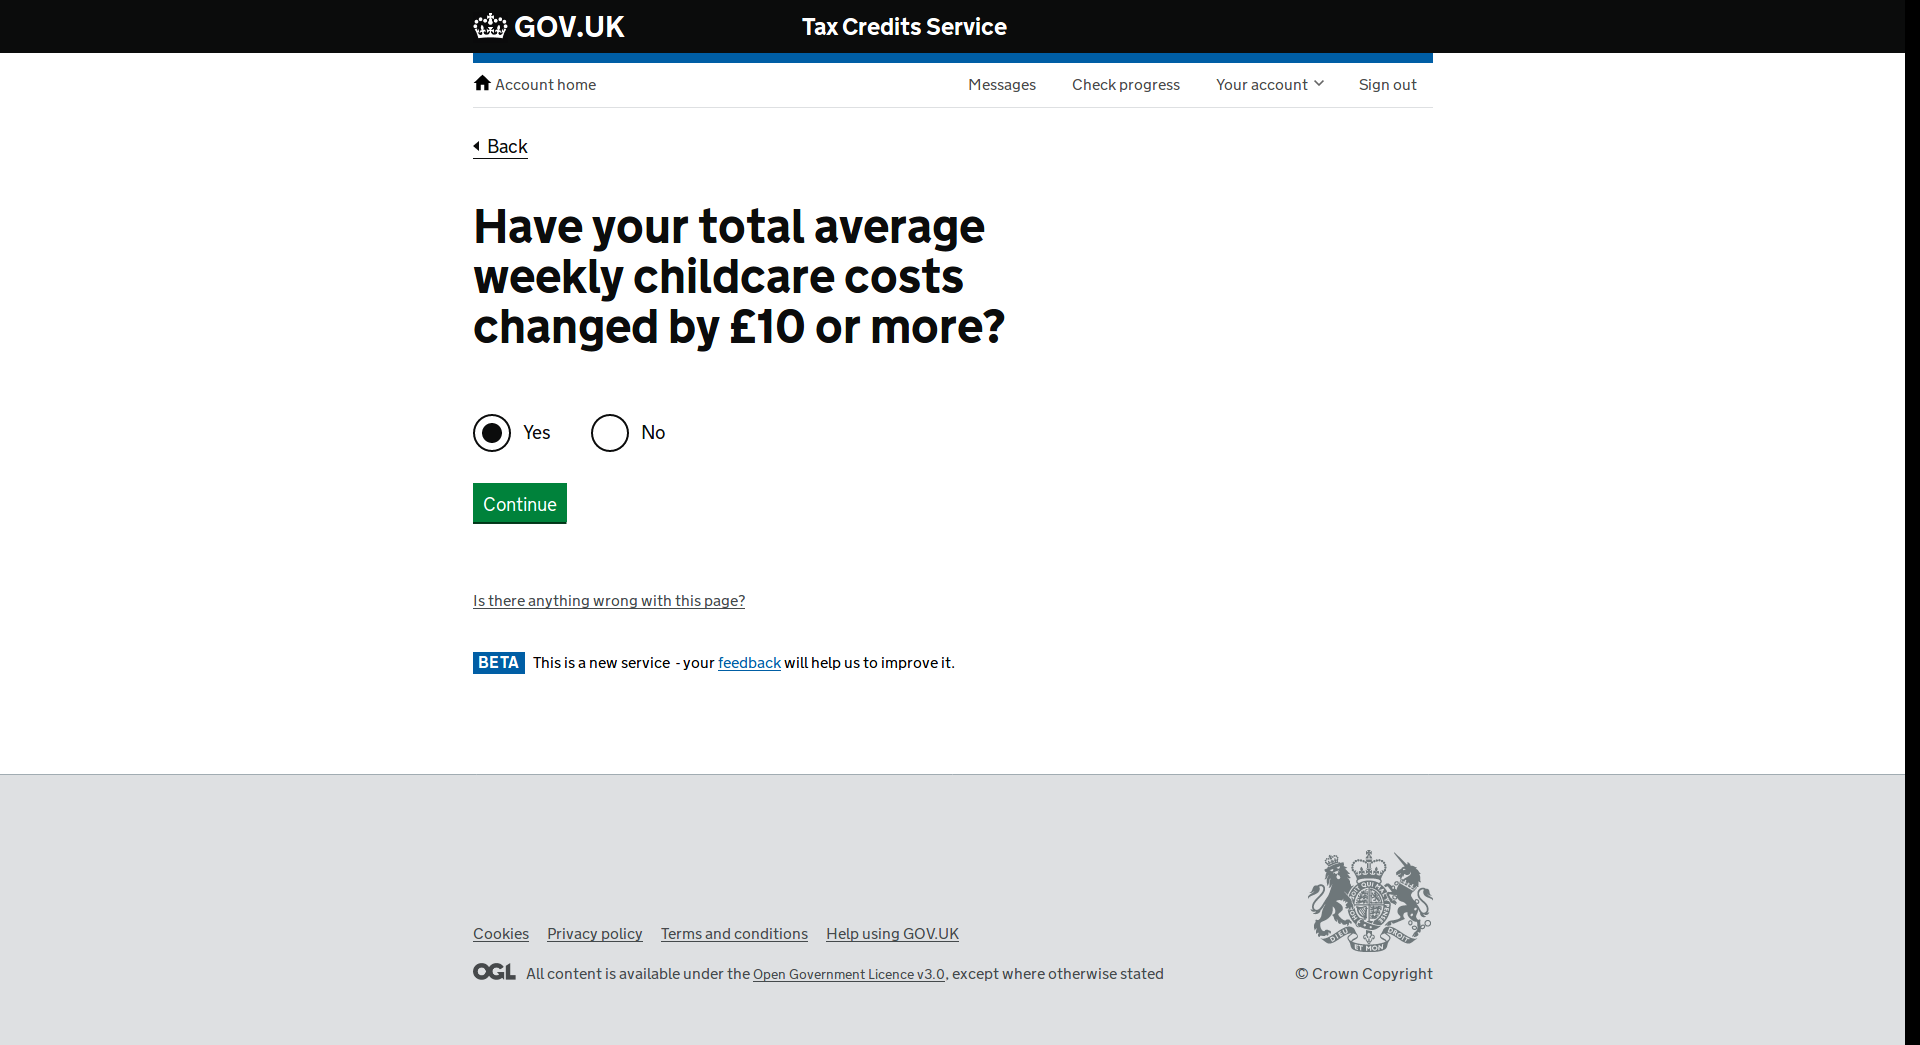 GOV.UK Tax Credits Service
Account home Messages Check progress Your account Sign out
Back
Have your total average
weekly childcare costs
changed by £10 or more?
Yes No
Continue
Is there anything wrong with this page?
BETA This is a new service - your feedback will help us to improve it.
Cookies Privacy policy Terms and conditions Help using GOV.UK
OGL All content is available under the Open Government Licence v3.0, except where otherwise stated
© Crown Copyright